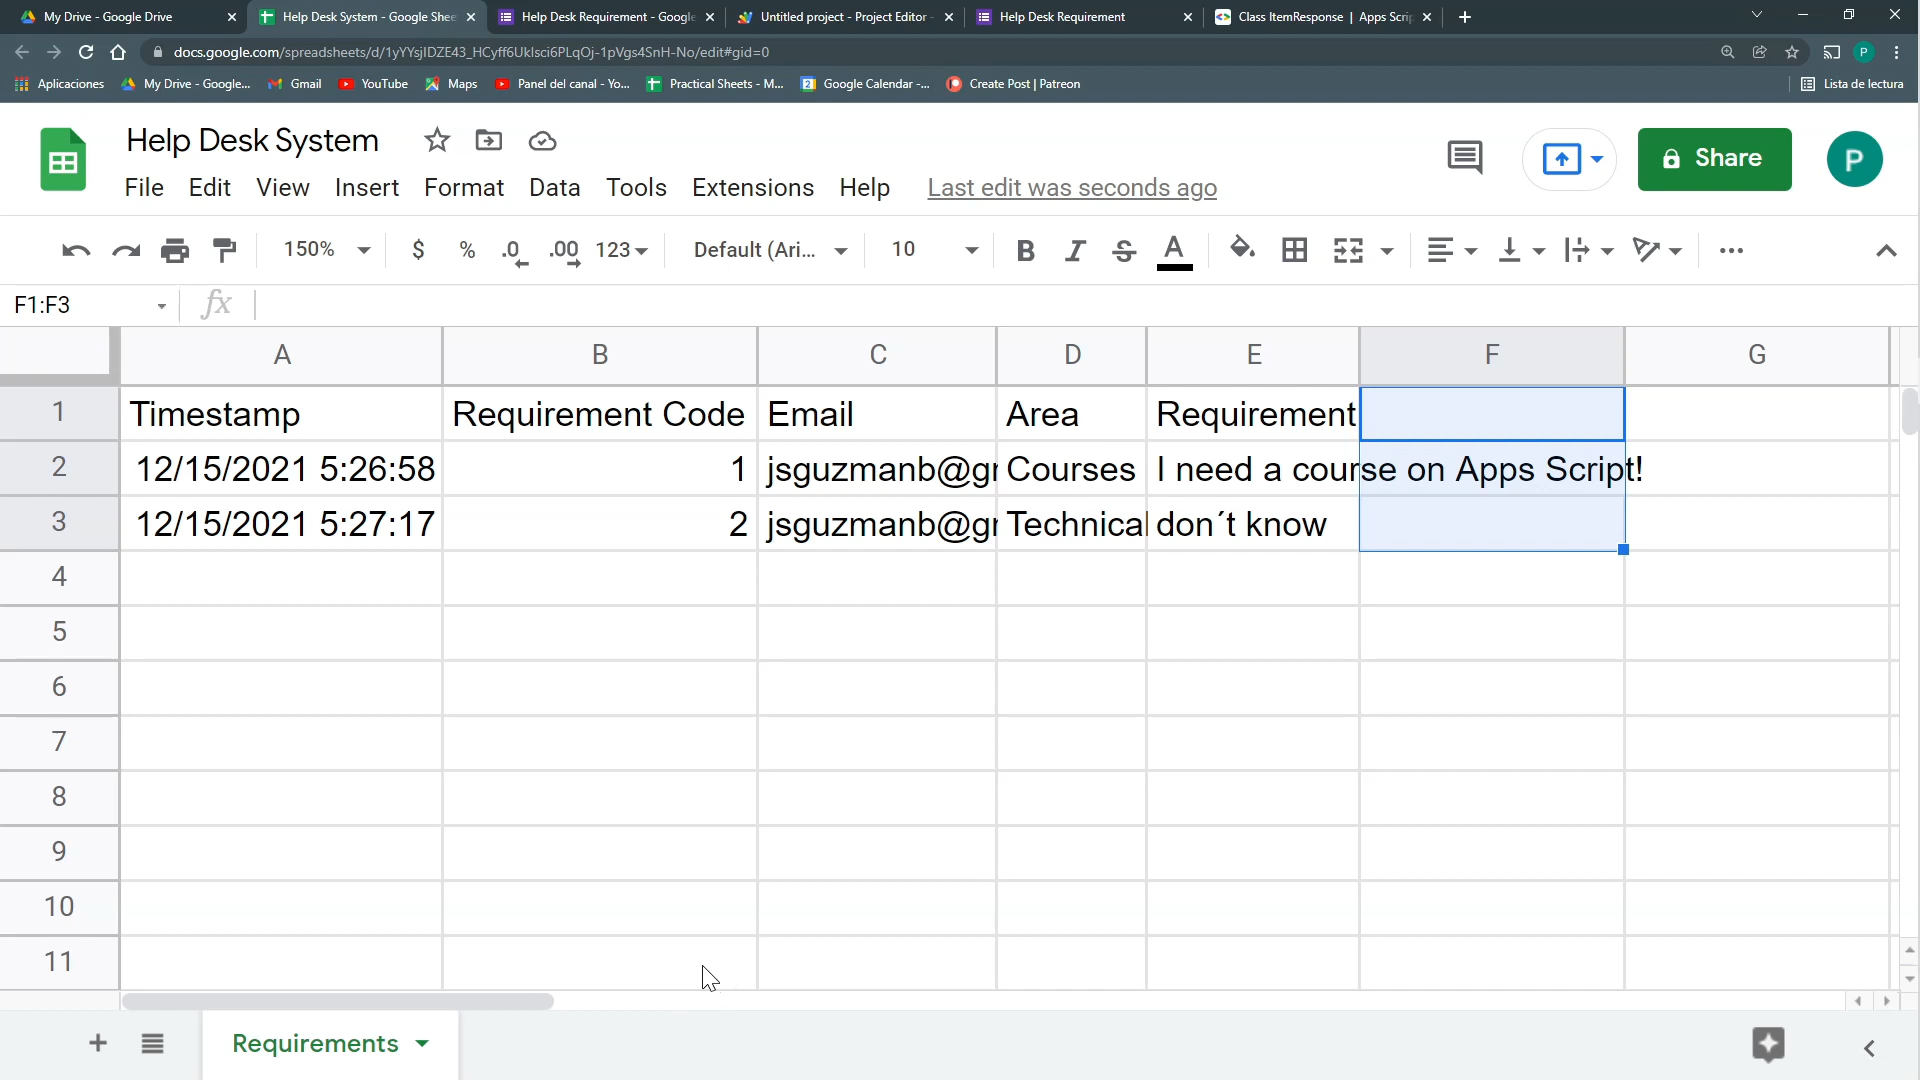 My Drive - Google Drive
Help Desk System - Google Shee
Help Desk Requirement - Google
Untitled project - Project Editor -
Help Desk Requirement
Class ItemResponse | Apps Scrip
docs.google.com/spreadsheets/d/1yYYsjIDZE43_HCyff6Uklsci6PLqOj-1pVgs4SnH-No/edit#gid=0
P
Aplicaciones
My Drive - Google...
Gmail
YouTube
Maps
Panel del canal - Yo...
Practical Sheets - M...
Google Calendar -...
Create Post | Patreon
Lista de lectura
Help Desk System
Share
P
File Edit View Insert Format Data Tools Extensions Help Last edit was seconds ago
150% $ % .0 .00 123 Default (Ari... 10 B I S A
F1:F3 fx
A B C D E F G
1 Timestamp Requirement Code Email Area Requirement
2 12/15/2021 5:26:58 1 jsguzmanb@gr Courses I need a course on Apps Script!
3 12/15/2021 5:27:17 2 jsguzmanb@gr Technical don´t know
4
5
6
7
8
9
10
11
Requirements